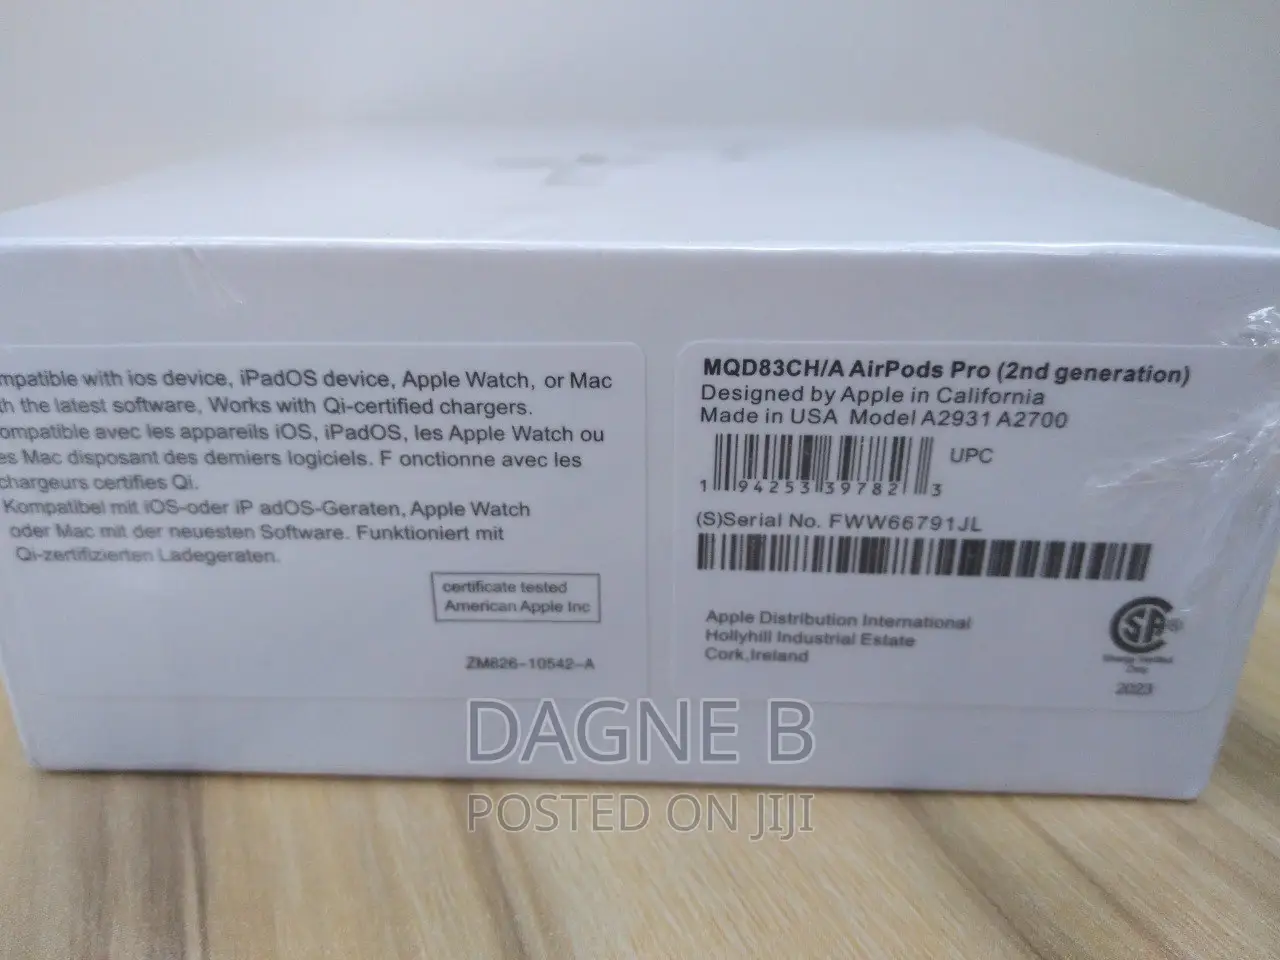 mpatible with ios device, iPadOS device, Apple Watch, or Mac
th the latest software, Works with Qi-certified chargers.
ompatible avec les appareils iOS, iPadOS, les Apple Watch ou
es Mac disposant des demiers logiciels. F onctionne avec les
chargeurs certifies Qi.
Kompatibel mit iOS-oder iP adOS-Geraten, Apple Watch
oder Mac mit der neuesten Software. Funktioniert mit
Qi-zertifizierten Ladegeraten.
certificate tested
American Apple Inc
ZM626-10542-A
MQD83CH/A AirPods Pro (2nd generation)
Designed by Apple in California
Made in USA Model A2931 A2700
UPC
1 94253 39782 3
(S)Serial No. FWW66791JL
Apple Distribution International
Hollyhill Industrial Estate
Cork,Ireland
SA®
2023
DAGNE B
POSTED ON JIJI